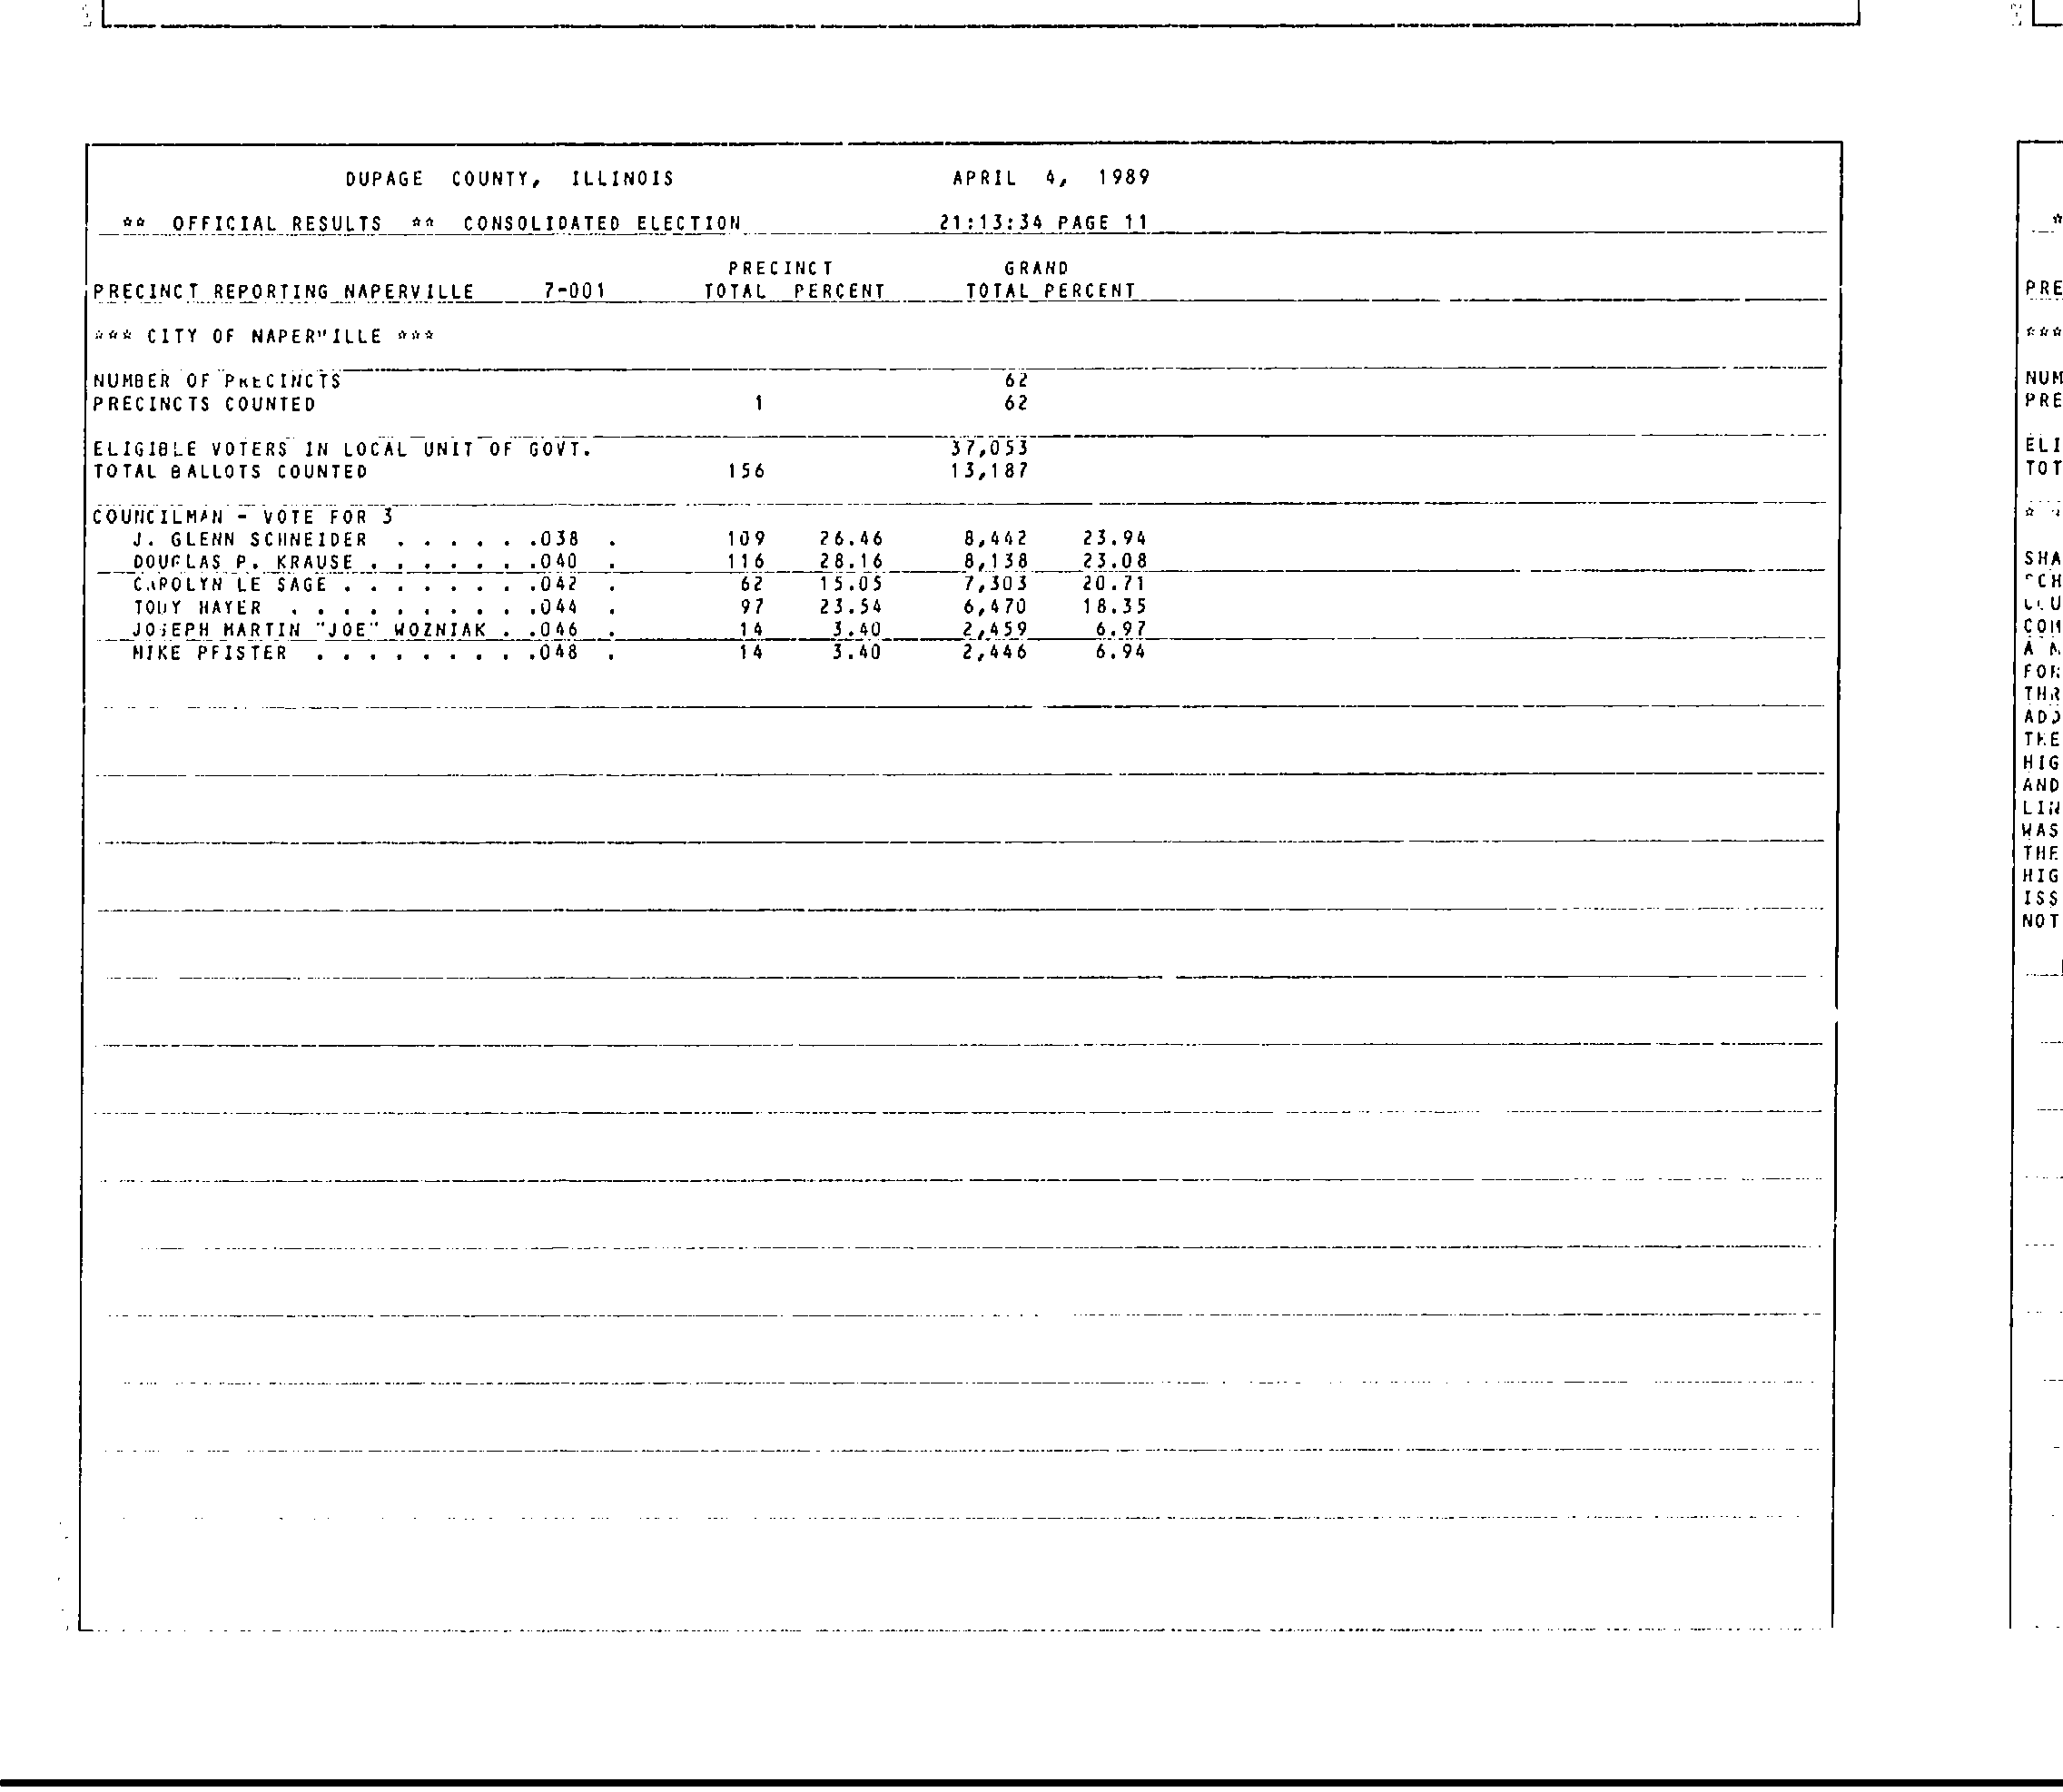 DUPAGE COUNTY, ILLINOIS APRIL 4, 1989
** OFFICIAL RESULTS ** CONSOLIDATED ELECTION 21:13:34 PAGE 11
PRECINCT GRAND
PRECINCT REPORTING NAPERVILLE 7-001 TOTAL PERCENT TOTAL PERCENT
*** CITY OF NAPERVILLE ***
NUMBER OF PRECINCTS 62
PRECINCTS COUNTED 1 62
ELIGIBLE VOTERS IN LOCAL UNIT OF GOVT. 37,053
TOTAL BALLOTS COUNTED 156 13,187
COUNCILMAN - VOTE FOR 3
J. GLENN SCHNEIDER . . . . . .038 . 109 26.46 8,442 23.94
DOUGLAS P. KRAUSE . . . . . . .040 . 116 28.16 8,138 23.08
CAROLYN LE SAGE . . . . . . . .042 . 62 15.05 7,303 20.71
TOBY HAYER . . . . . . . . . .044 . 97 23.54 6,470 18.35
JOSEPH MARTIN "JOE" WOZNIAK . .046 . 14 3.40 2,459 6.97
MIKE PFISTER . . . . . . . . .048 . 14 3.40 2,446 6.94
PRE
***
NUM
PRE
ELI
TOT
SHA
COM
FOR
THR
ADD
THE
HIG
AND
LIN
WAS
THE
HIG
ISS
NOT